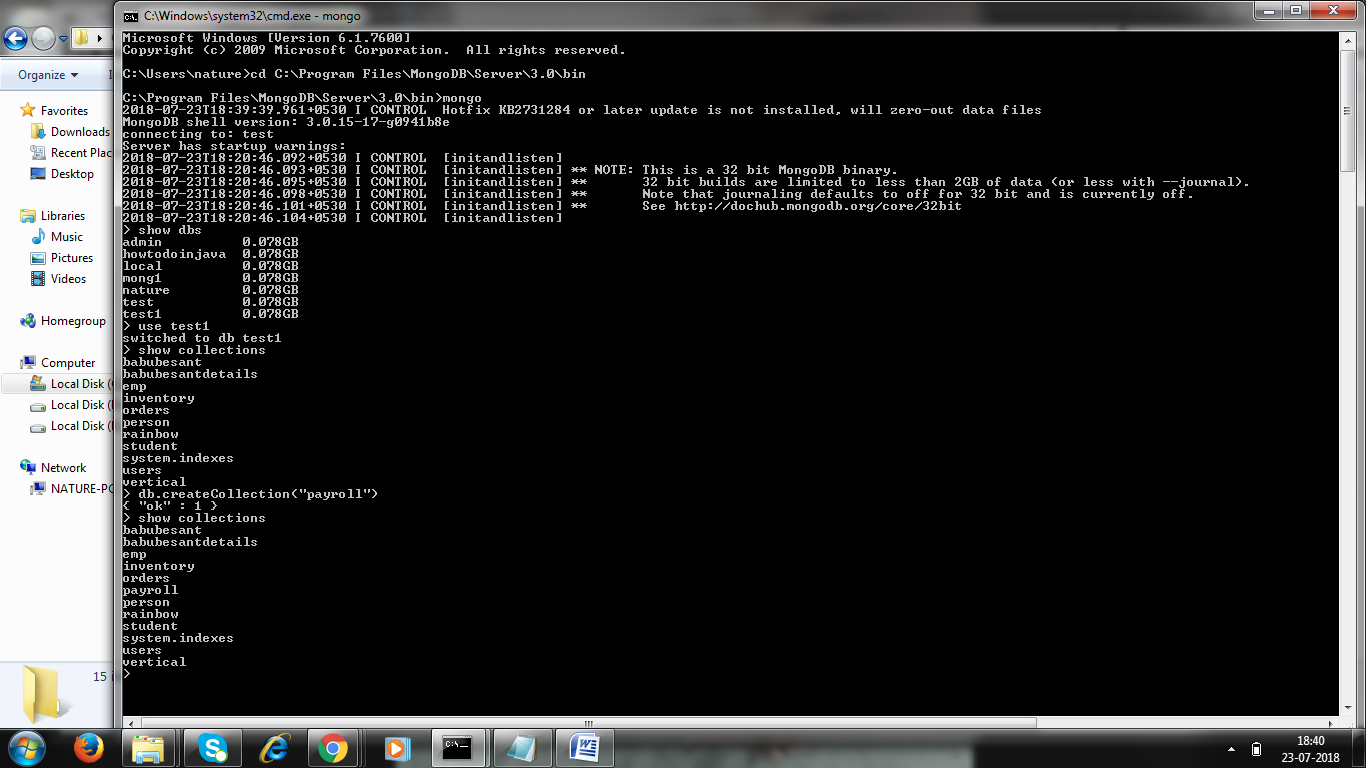 C:\Windows\system32\cmd.exe - mongo
Organize
Favorites
Downloads
Recent Plac
Desktop
Libraries
Music
Pictures
Videos
Homegroup
Computer
Local Disk (
Local Disk (
Local Disk (
Network
NATURE-PC
15
Microsoft Windows [Version 6.1.7600]
Copyright (c) 2009 Microsoft Corporation.  All rights reserved.
C:\Users\nature>cd C:\Program Files\MongoDB\Server\3.0\bin
C:\Program Files\MongoDB\Server\3.0\bin>mongo
2018-07-23T18:39:39.961+0530 I CONTROL  Hotfix KB2731284 or later update is not installed, will zero-out data files
MongoDB shell version: 3.0.15-17-g0941b8e
connecting to: test
Server has startup warnings:
2018-07-23T18:20:46.092+0530 I CONTROL  [initandlisten]
2018-07-23T18:20:46.093+0530 I CONTROL  [initandlisten] ** NOTE: This is a 32 bit MongoDB binary.
2018-07-23T18:20:46.095+0530 I CONTROL  [initandlisten] **       32 bit builds are limited to less than 2GB of data (or less with --journal).
2018-07-23T18:20:46.098+0530 I CONTROL  [initandlisten] **       Note that journaling defaults to off for 32 bit and is currently off.
2018-07-23T18:20:46.101+0530 I CONTROL  [initandlisten] **       See http://dochub.mongodb.org/core/32bit
2018-07-23T18:20:46.104+0530 I CONTROL  [initandlisten]
> show dbs
admin          0.078GB
howtodoinjava  0.078GB
local          0.078GB
mong1          0.078GB
nature         0.078GB
test           0.078GB
test1          0.078GB
> use test1
switched to db test1
> show collections
babubesant
babubesantdetails
emp
inventory
orders
person
rainbow
student
system.indexes
users
vertical
> db.createCollection("payroll")
{ "ok" : 1 }
> show collections
babubesant
babubesantdetails
emp
inventory
orders
payroll
person
rainbow
student
system.indexes
users
vertical
>
18:40
23-07-2018